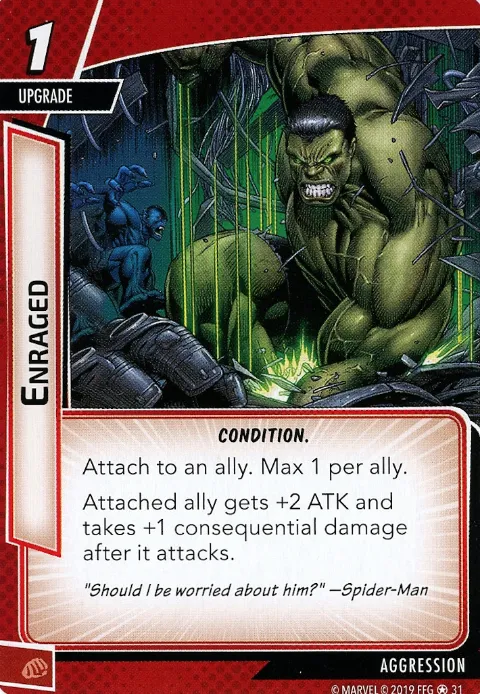 1
UPGRADE
ENRAGED
CONDITION.
Attach to an ally. Max 1 per ally.
Attached ally gets +2 ATK and
takes +1 consequential damage
after it attacks.
"Should I be worried about him?" —Spider-Man
AGGRESSION
© MARVEL © 2019 FFG ✪ 31